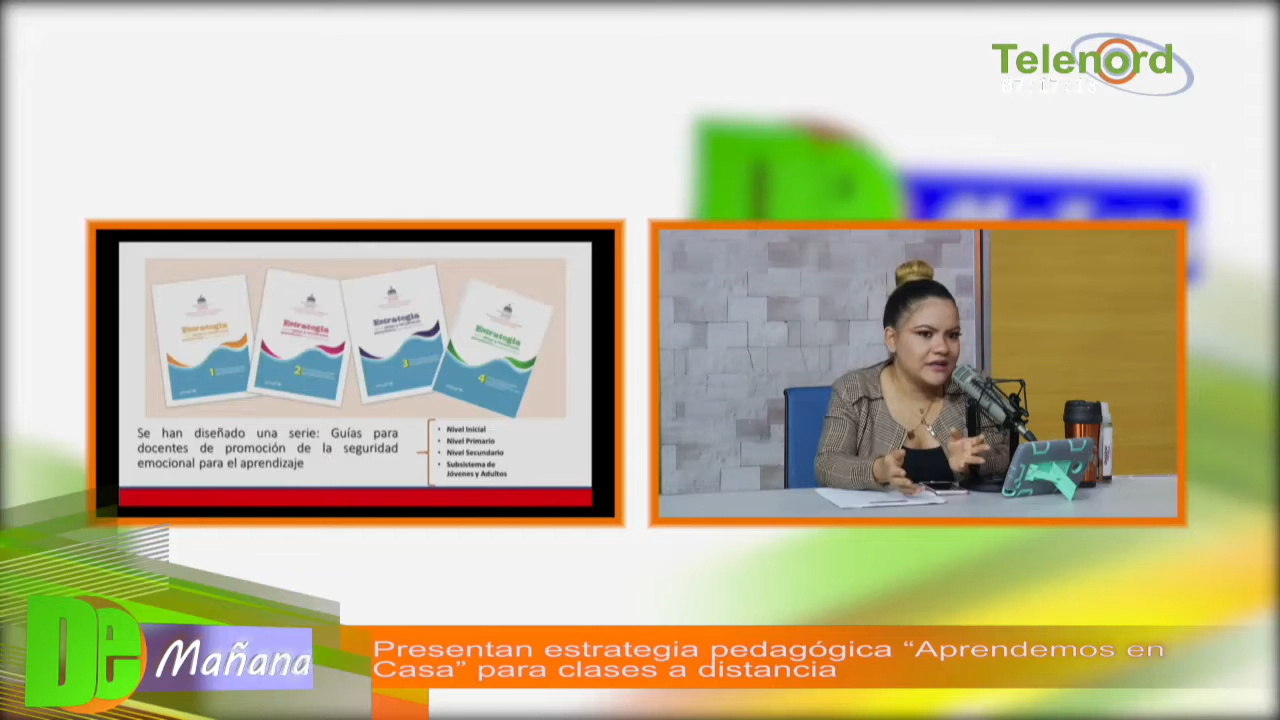 Telenord
De
Estrategia
1
Estrategia
2
Estrategia
3
Estrategia
4
Se han diseñado una serie: Guías para
docentes de promoción de la seguridad
emocional para el aprendizaje
• Nivel Inicial
• Nivel Primario
• Nivel Secundario
• Subsistema de
Jóvenes y Adultos
De
Mañana
Presentan estrategia pedagógica “Aprendemos en
Casa” para clases a distancia